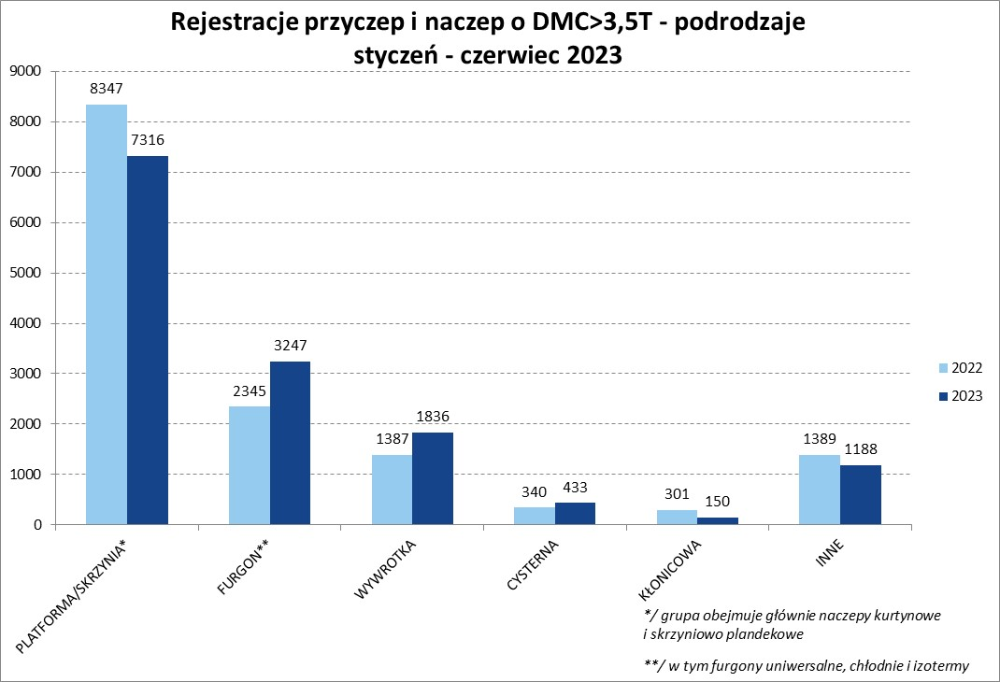 Rejestracje przyczep i naczep o DMC>3,5T - podrodzaje
styczeń - czerwiec 2023
9000
8000
7000
6000
5000
4000
3000
2000
1000
0
8347
7316
2345
3247
1387
1836
340
433
301
150
1389
1188
2022
2023
PLATFORMA/SKRZYNIA*
FURGON**
WYWROTKA
CYSTERNA
KŁONICOWA
INNE
*/ grupa obejmuje głównie naczepy kurtynowe
i skrzyniowo plandekowe
**/ w tym furgony uniwersalne, chłodnie i izotermy